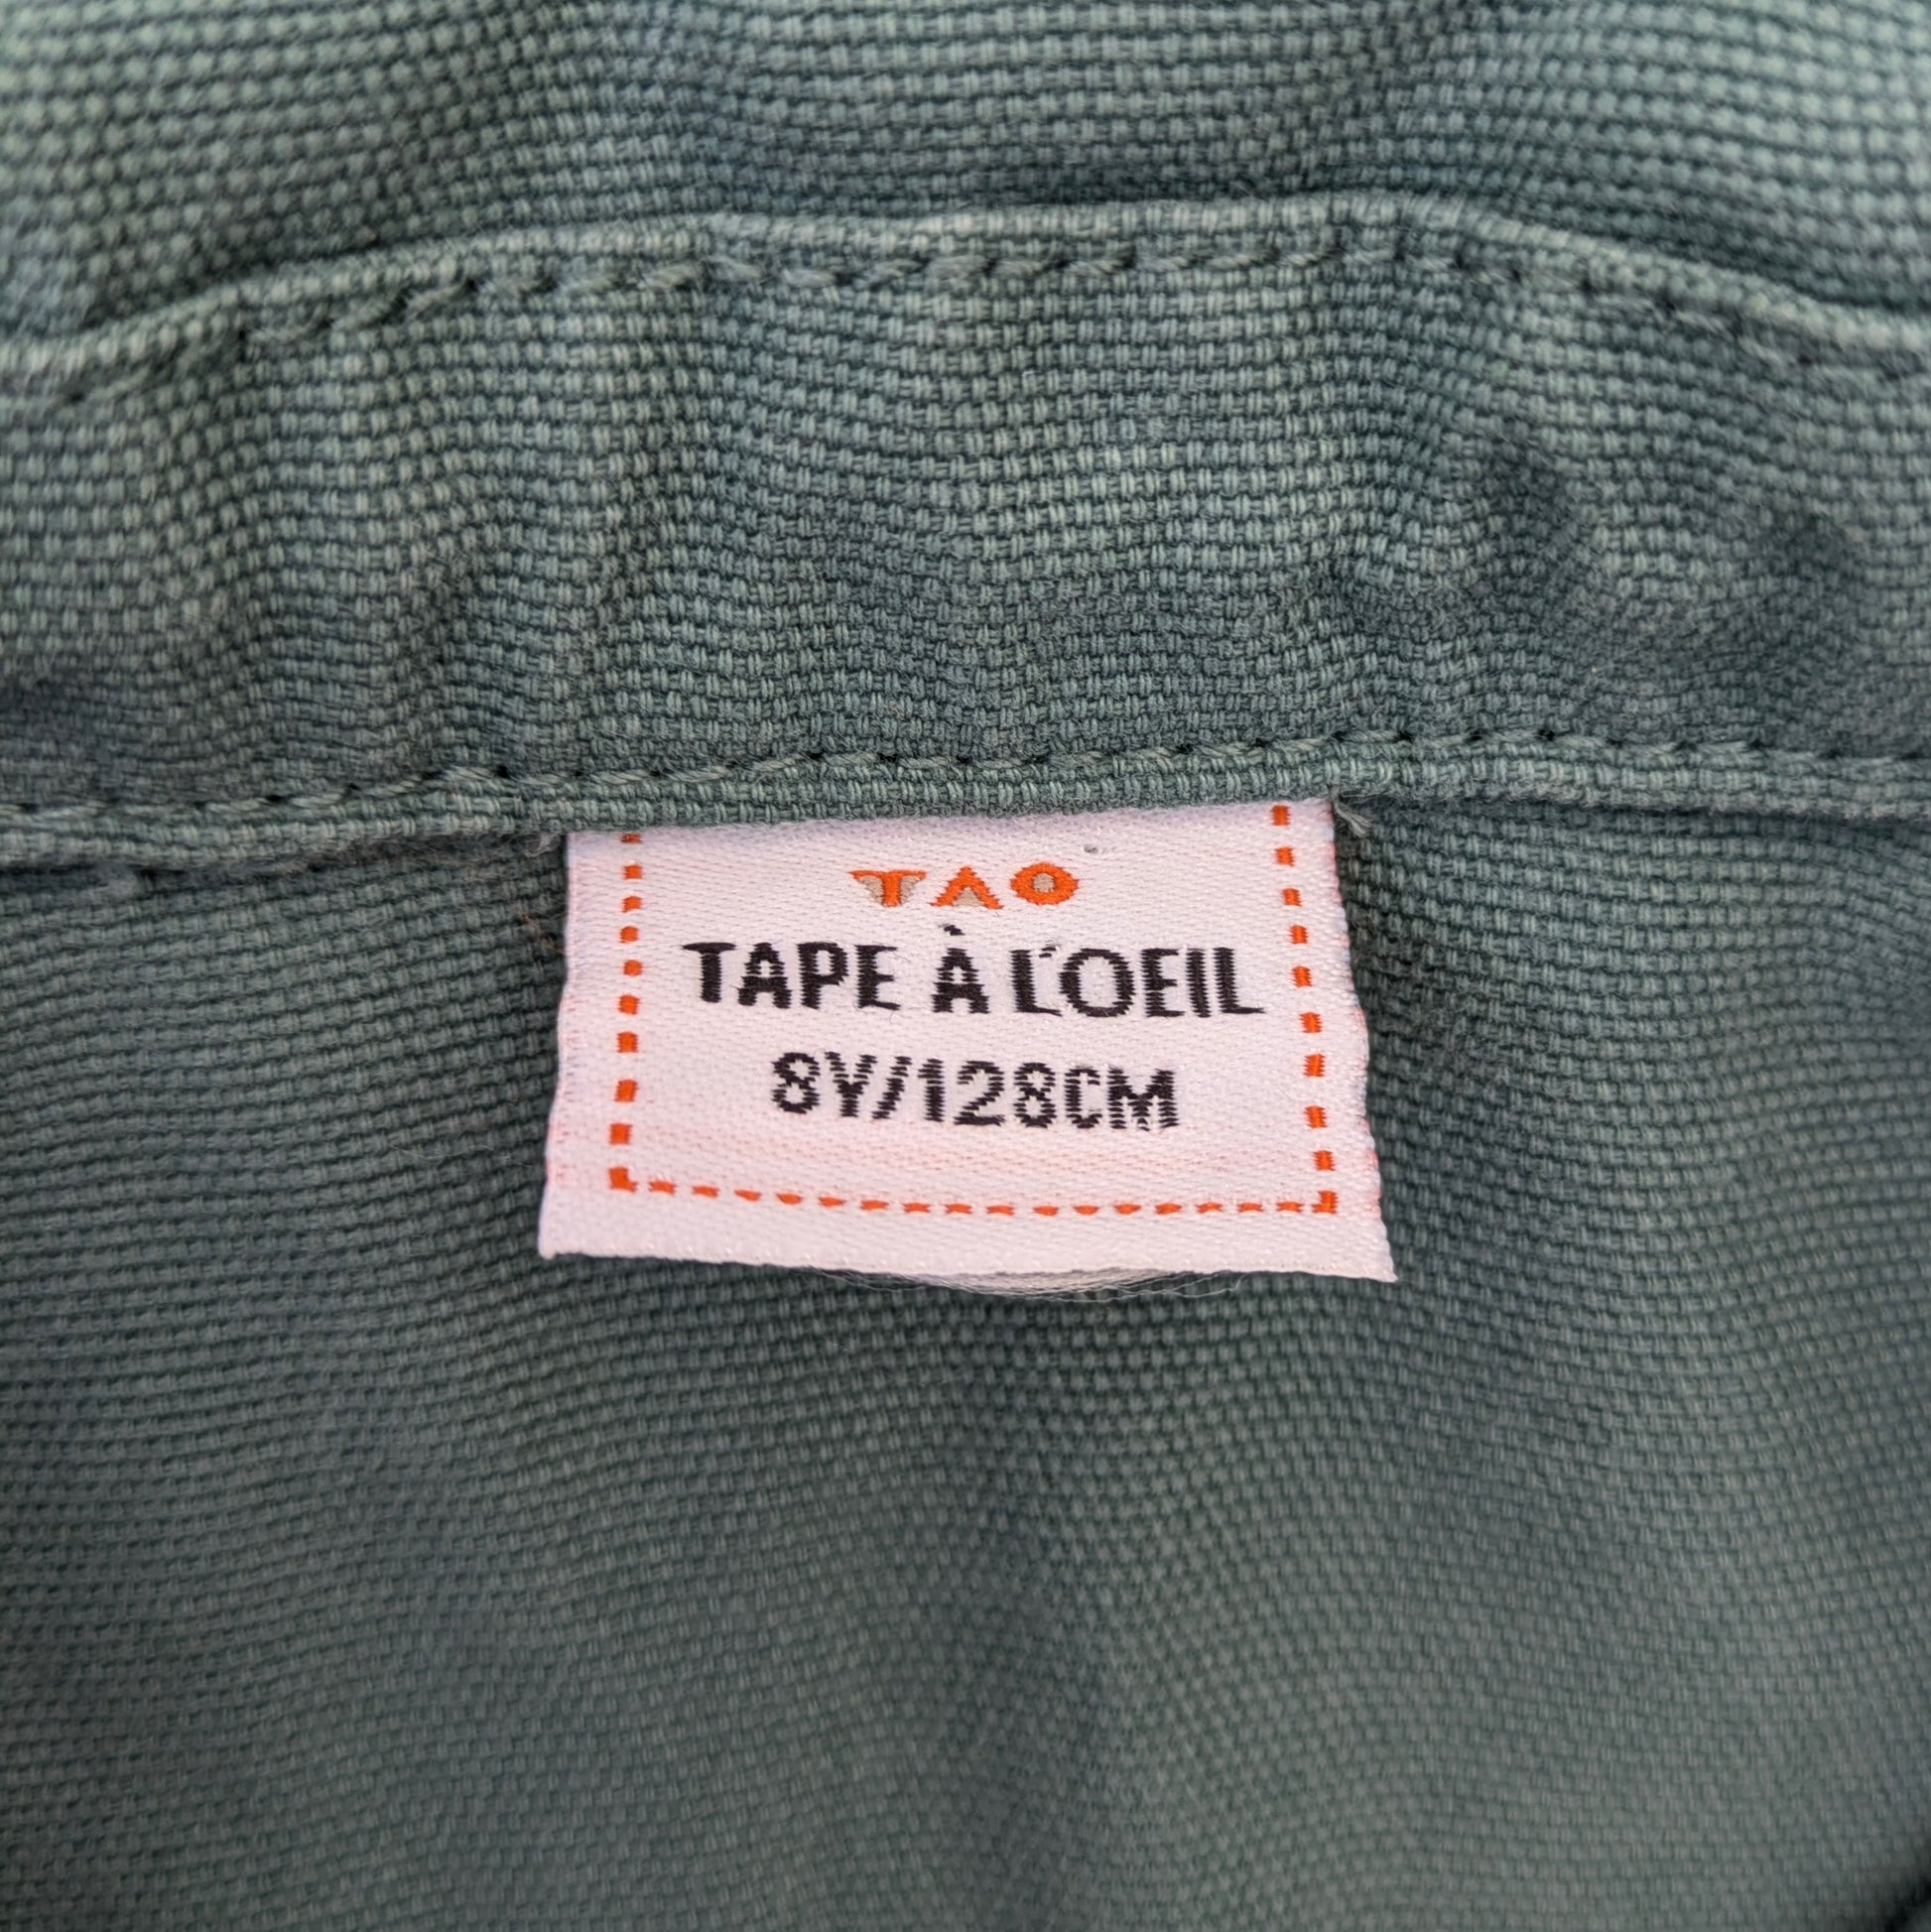 TAO
TAPE À L'OEIL
8Y/128CM